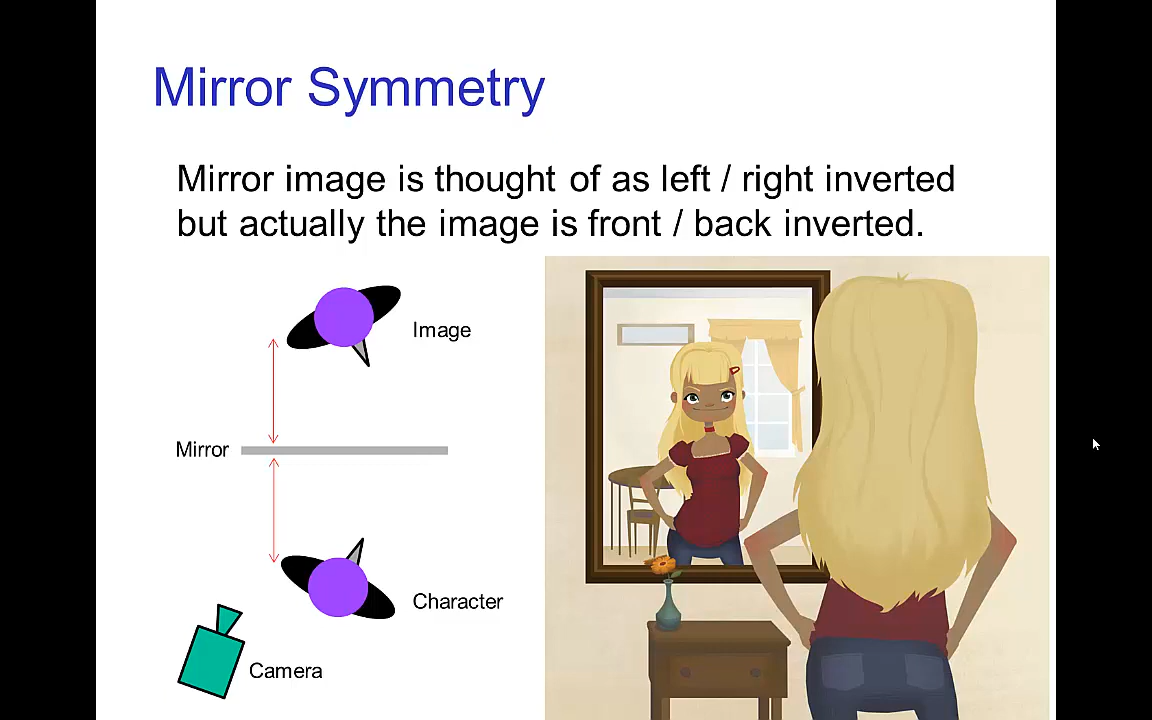 Mirror Symmetry
Mirror image is thought of as left / right inverted
but actually the image is front / back inverted.
Image
Mirror
Character
Camera